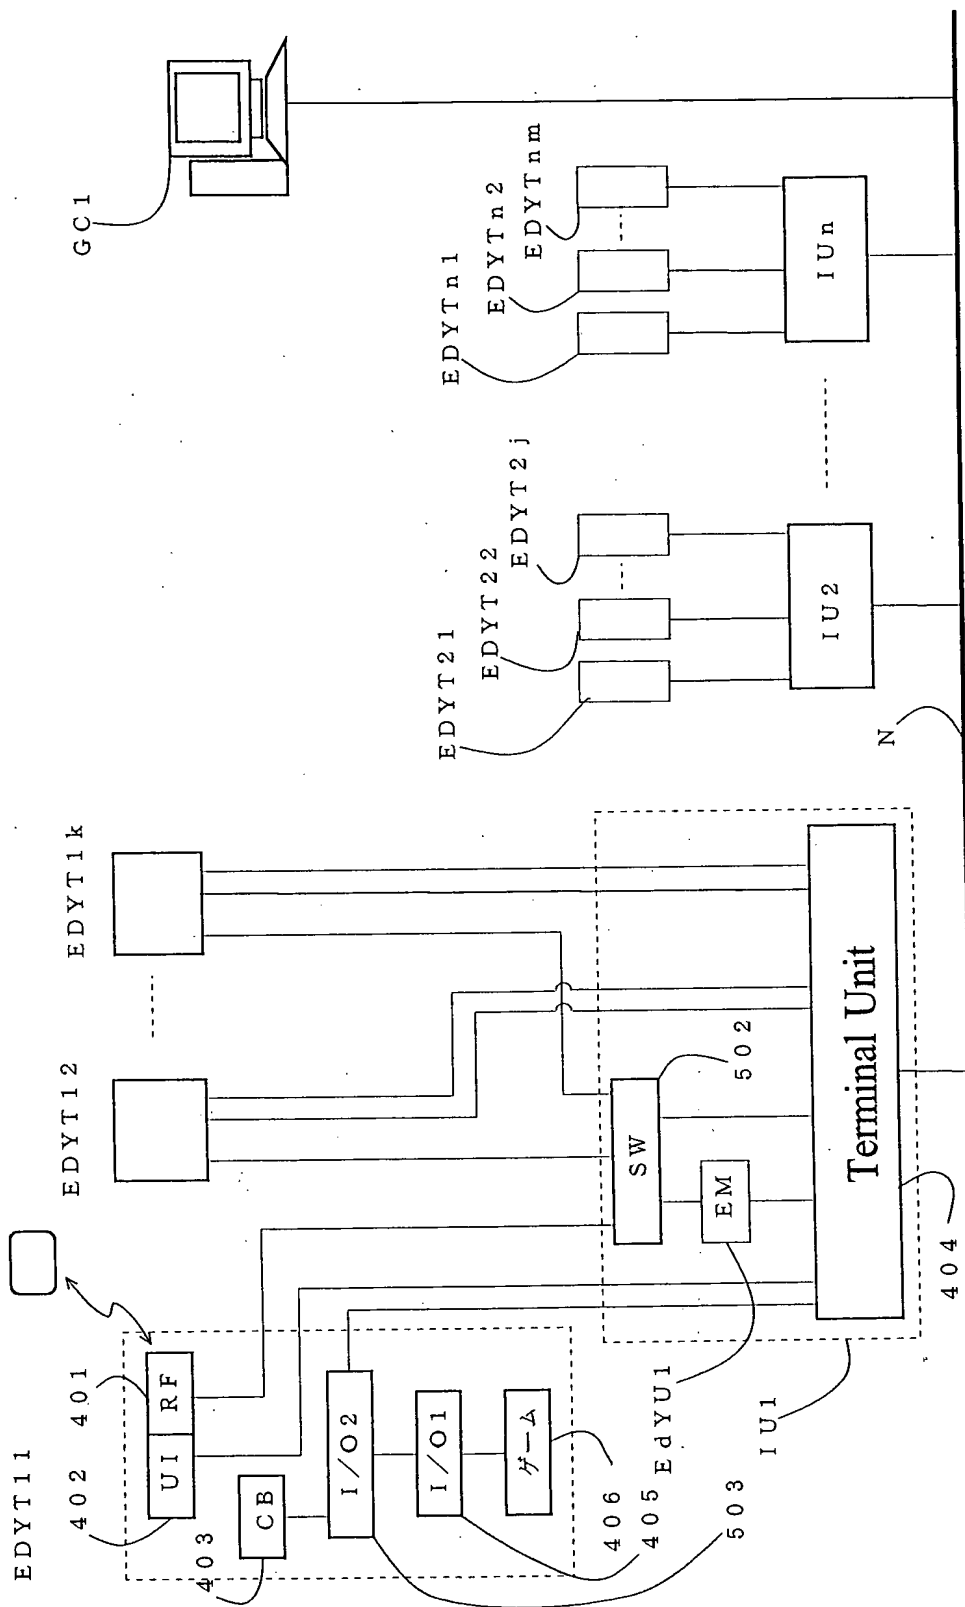 GC1
EDYTn1
EDYTn2
EDYTnm
IUn
EDYT21
EDYT22
EDYT2j
IU2
N
EDYT1k
EDYT12
EDYT11
402
401
UI
RF
403
CB
I/O2
I/O1
ゲーム
406
405
503
SW
502
EM
EdYU1
Terminal Unit
404
IU1